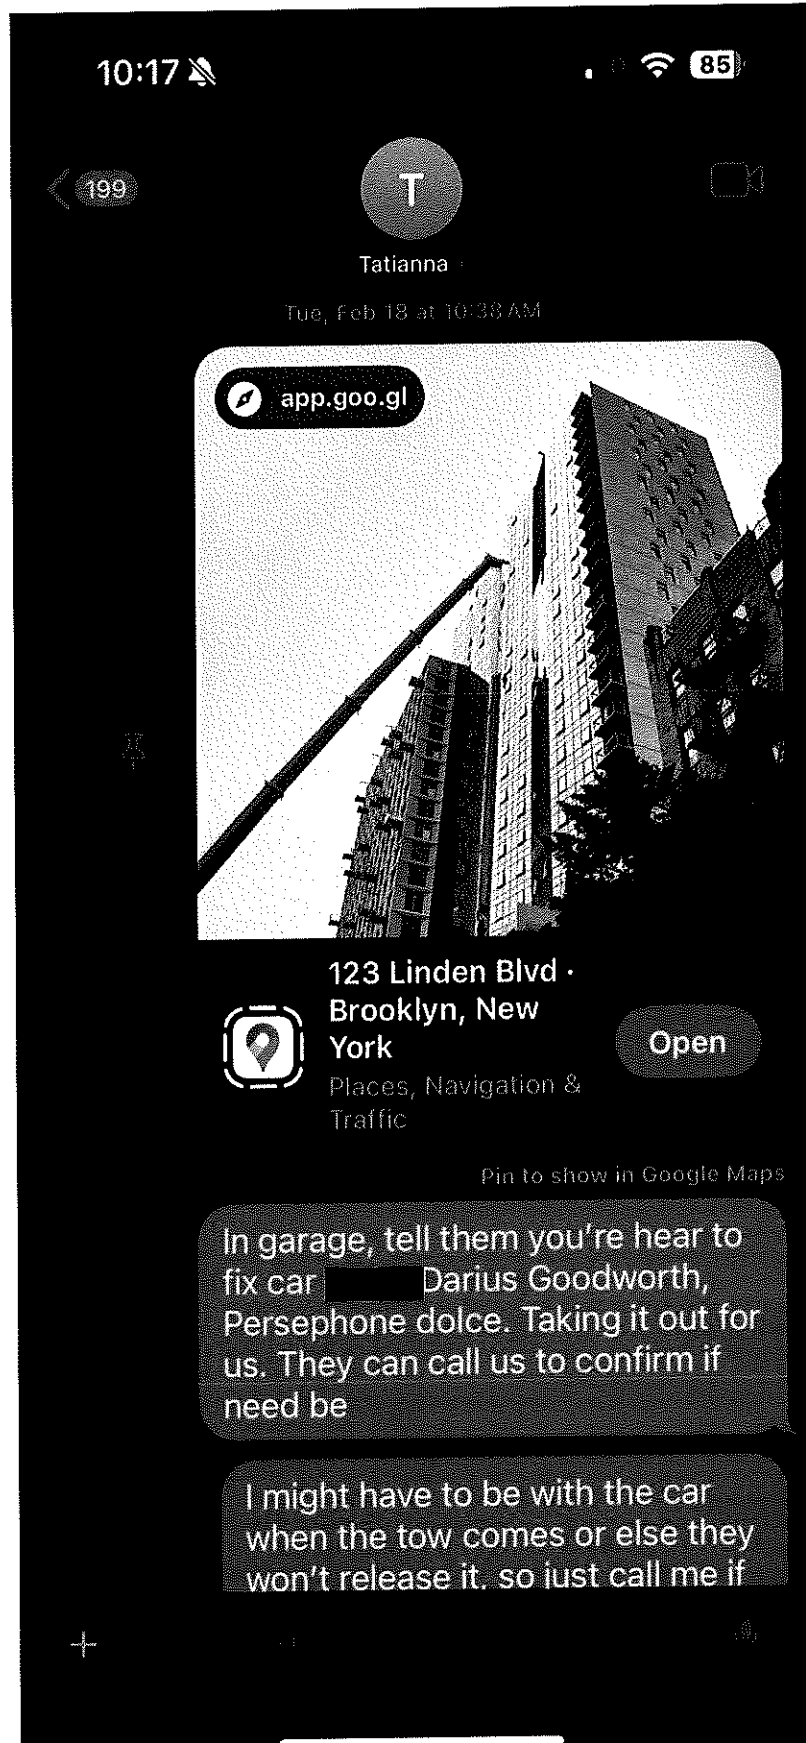 10:17
85
199
T
Tatianna
Tue, Feb 18 at 10:38 AM
app.goo.gl
123 Linden Blvd ·
Brooklyn, New
York
Open
Places, Navigation &
Traffic
Pin to show in Google Maps
In garage, tell them you're hear to
fix car Darius Goodworth,
Persephone dolce. Taking it out for
us. They can call us to confirm if
need be
I might have to be with the car
when the tow comes or else they
won't release it. so just call me if